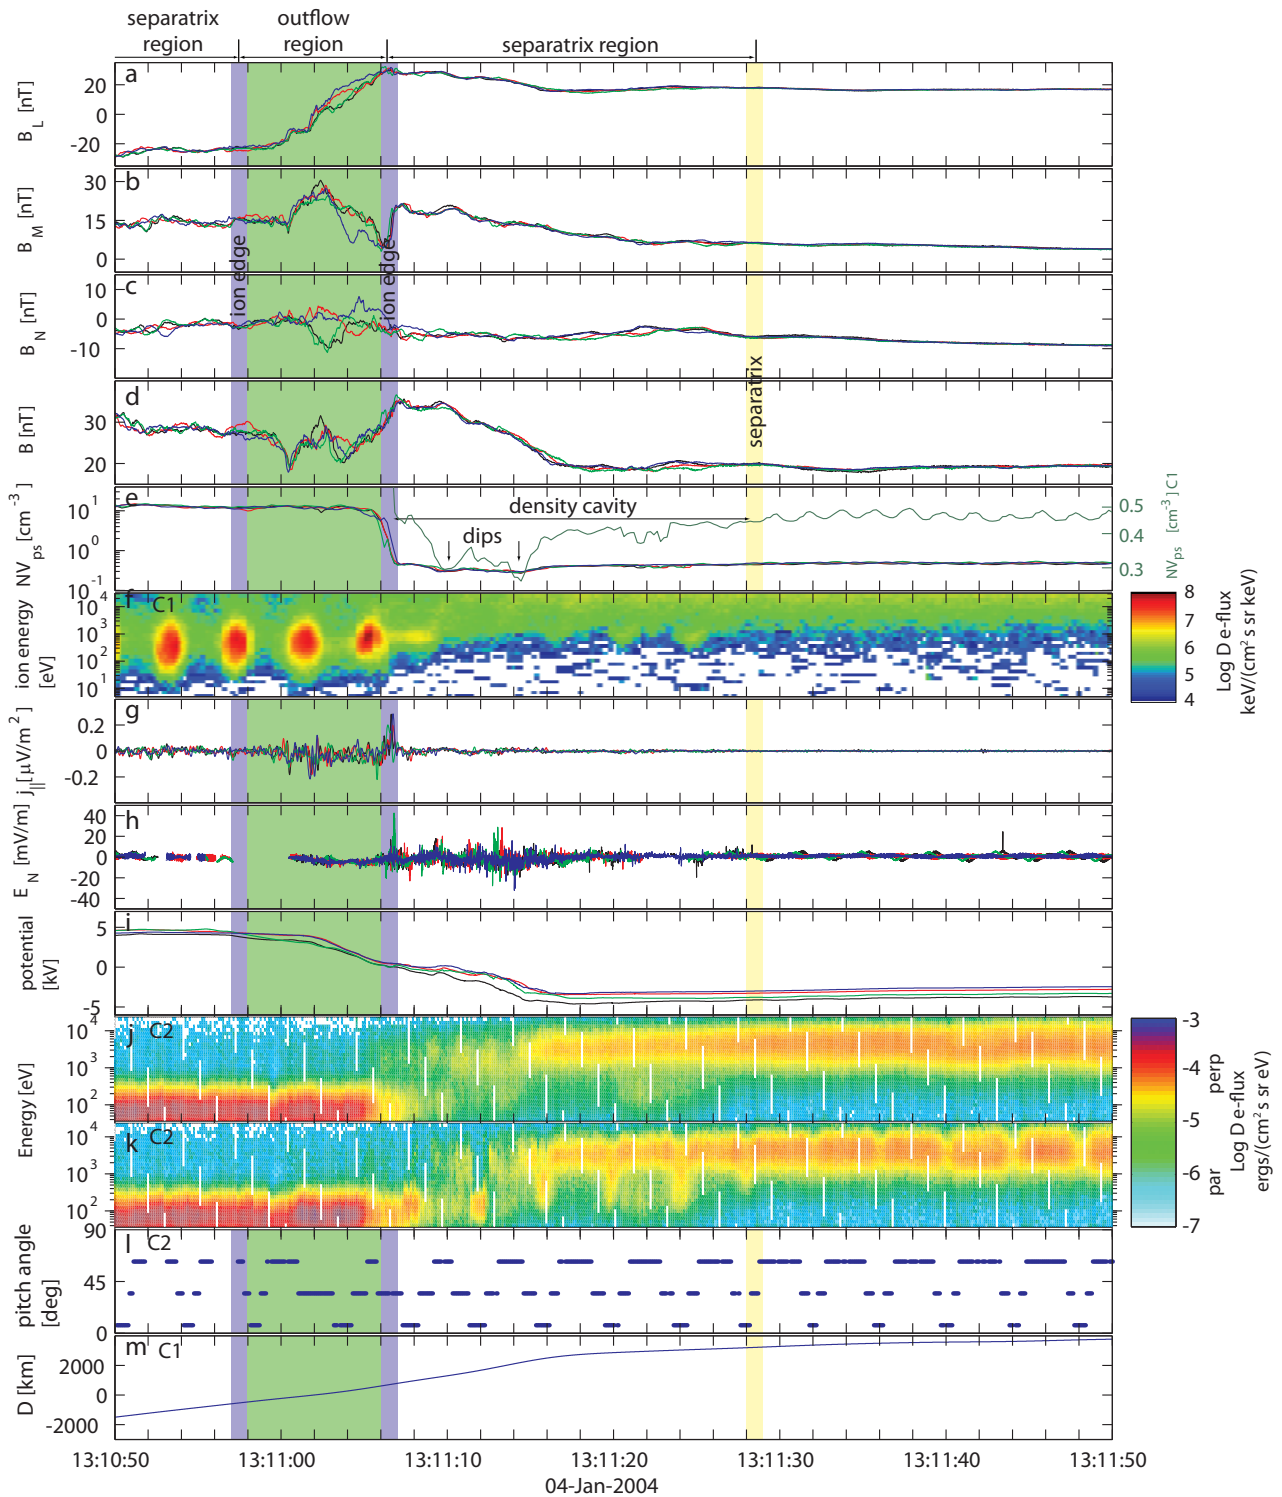 separatrix region
outflow region
separatrix region
a
B_L [nT]
20
0
-20
b
B_M [nT]
30
15
0
ion edge
ion edge
c
B_N [nT]
10
0
-10
d
B [nT]
30
20
separatrix
e
NV_ps [cm^-3]
10^1
10^0
10^-1
density cavity
dips
0.5
0.4
0.3
NV_ps [cm^-3] C1
f C1
ion energy [eV]
10^4
10^3
10^2
10^1
8
7
6
5
4
Log D e-flux
keV/(cm^2 s sr keV)
g
j_|| [μV/m^2]
0.2
0
-0.2
h
E_N [mV/m]
40
20
0
-20
-40
i
potential [kV]
5
0
-5
j C2
Energy [eV]
10^4
10^3
10^2
k C2
10^4
10^3
10^2
-3
-4
-5
-6
-7
par perp
Log D e-flux
ergs/(cm^2 s sr eV)
l C2
pitch angle [deg]
90
45
0
m C1
D [km]
2000
0
-2000
13:10:50 13:11:00 13:11:10 13:11:20 13:11:30 13:11:40 13:11:50
04-Jan-2004